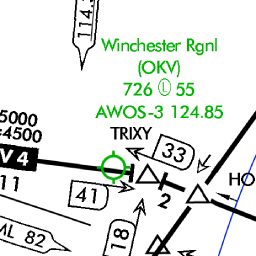 114.
Winchester Rgnl
(OKV)
726 Ⓛ 55
AWOS-3 124.85
5000
4500
TRIXY
33
V 4
11
41
2
HO
18
AL 82